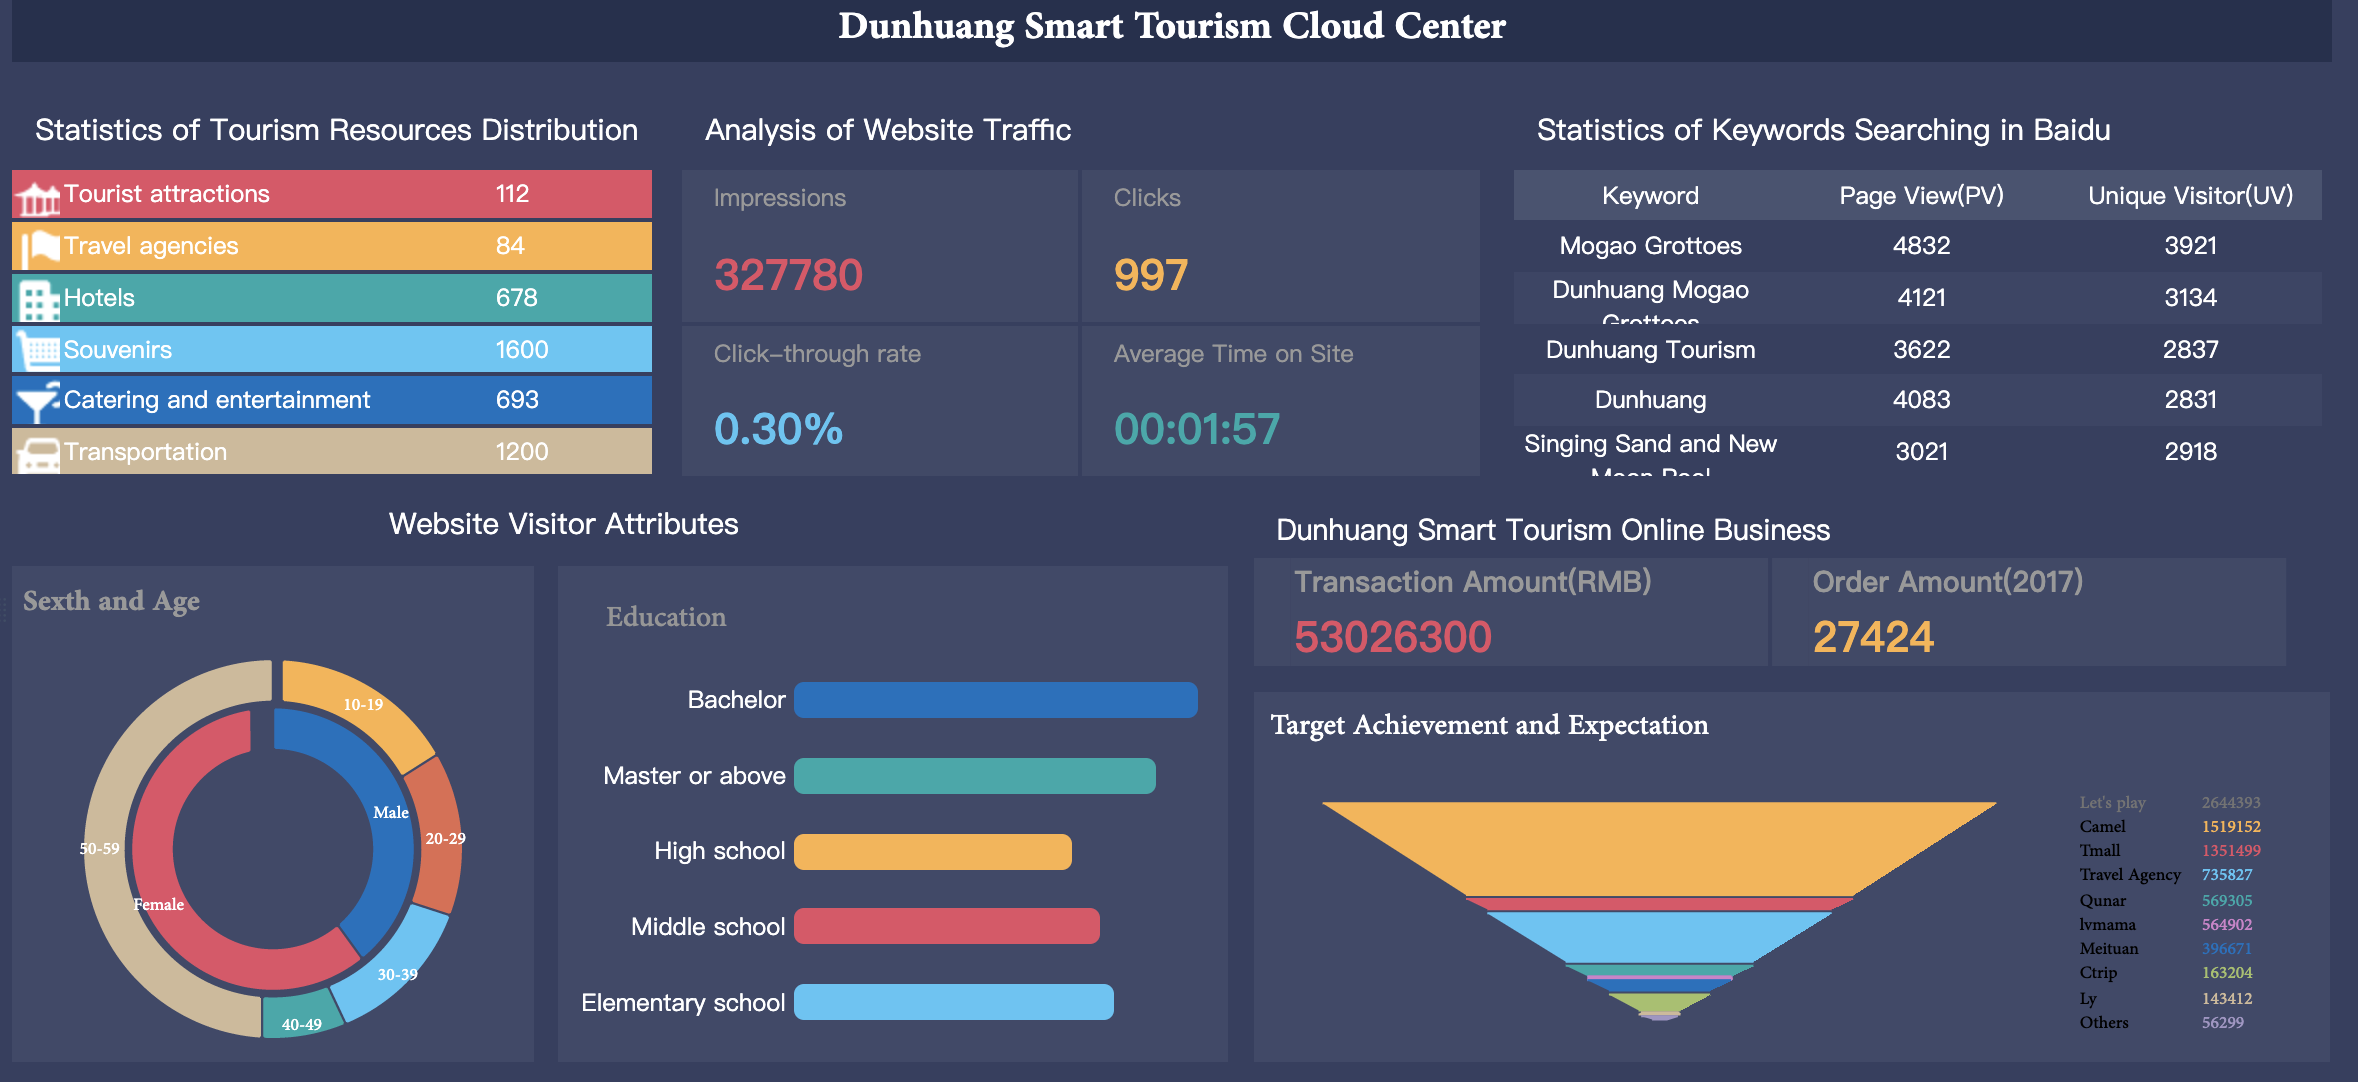 Dunhuang Smart Tourism Cloud Center
Statistics of Tourism Resources Distribution
Tourist attractions 112
Travel agencies 84
Hotels 678
Souvenirs 1600
Catering and entertainment 693
Transportation 1200
Analysis of Website Traffic
Impressions
327780
Clicks
997
Click-through rate
0.30%
Average Time on Site
00:01:57
Statistics of Keywords Searching in Baidu
Keyword Page View(PV) Unique Visitor(UV)
Mogao Grottoes 4832 3921
Dunhuang Mogao
Grottoes
4121 3134
Dunhuang Tourism 3622 2837
Dunhuang 4083 2831
Singing Sand and New
Moon Pool
3021 2918
Website Visitor Attributes
Sexth and Age
10-19
20-29
30-39
40-49
50-59
Male
Female
Education
Bachelor
Master or above
High school
Middle school
Elementary school
Dunhuang Smart Tourism Online Business
Transaction Amount(RMB)
53026300
Order Amount(2017)
27424
Target Achievement and Expectation
Let's play 2644393
Camel 1519152
Tmall 1351499
Travel Agency 735827
Qunar 569305
lvmama 564902
Meituan 396671
Ctrip 163204
Ly 143412
Others 56299